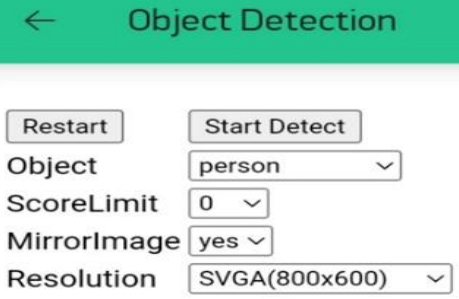 Object Detection
Restart Start Detect
Object person
ScoreLimit 0
MirrorImage yes
Resolution SVGA(800x600)